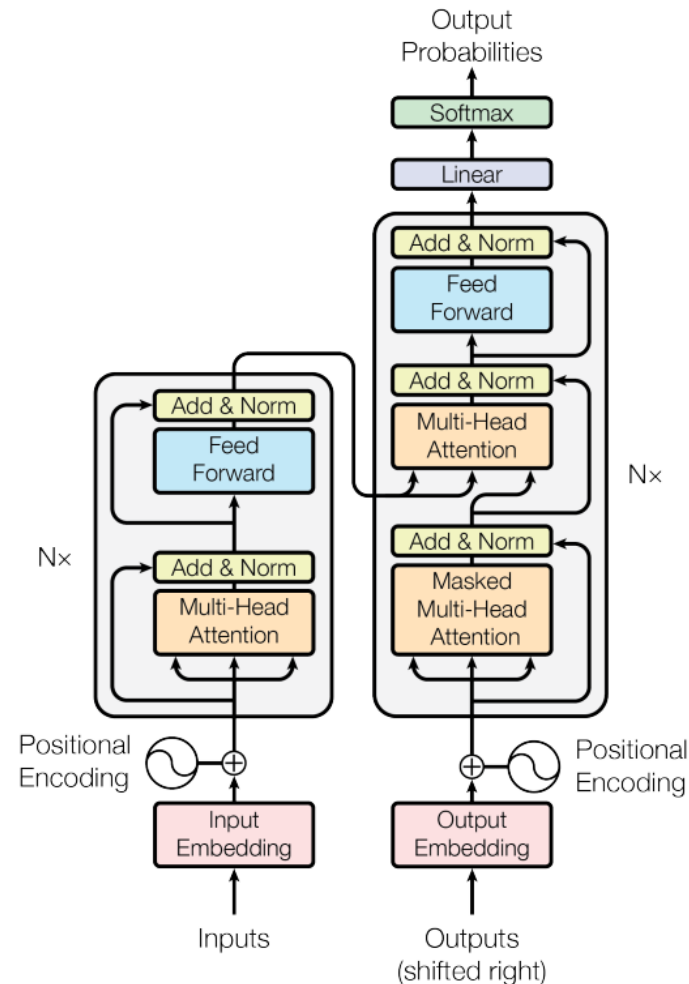 Output
Probabilities
Softmax
Linear
Add & Norm
Feed
Forward
Add & Norm
Multi-Head
Attention
Add & Norm
Masked
Multi-Head
Attention
N×
Add & Norm
Feed
Forward
Add & Norm
Multi-Head
Attention
N×
Positional
Encoding
Positional
Encoding
Input
Embedding
Output
Embedding
Inputs
Outputs
(shifted right)